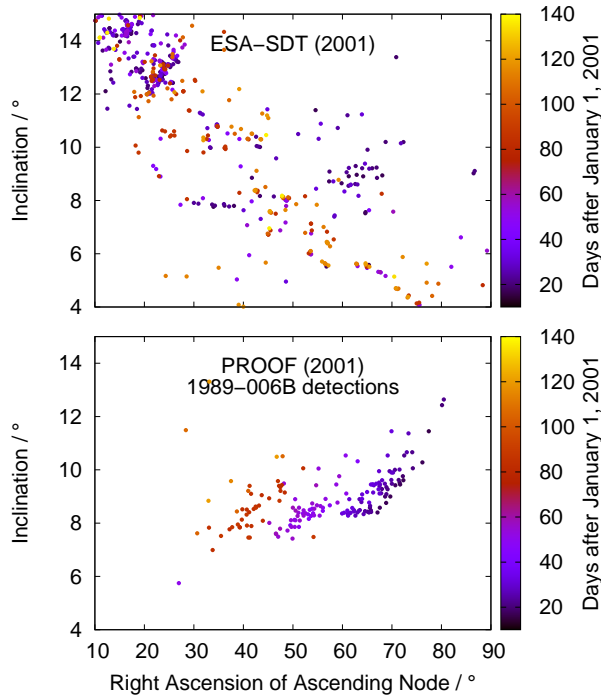 14
12
10
8
6
4
Inclination / °
ESA−SDT (2001)
140
120
100
80
60
40
20
Days after January 1, 2001
14
12
10
8
6
4
Inclination / °
PROOF (2001)
1989−006B detections
10 20 30 40 50 60 70 80 90
Right Ascension of Ascending Node / °
140
120
100
80
60
40
20
Days after January 1, 2001